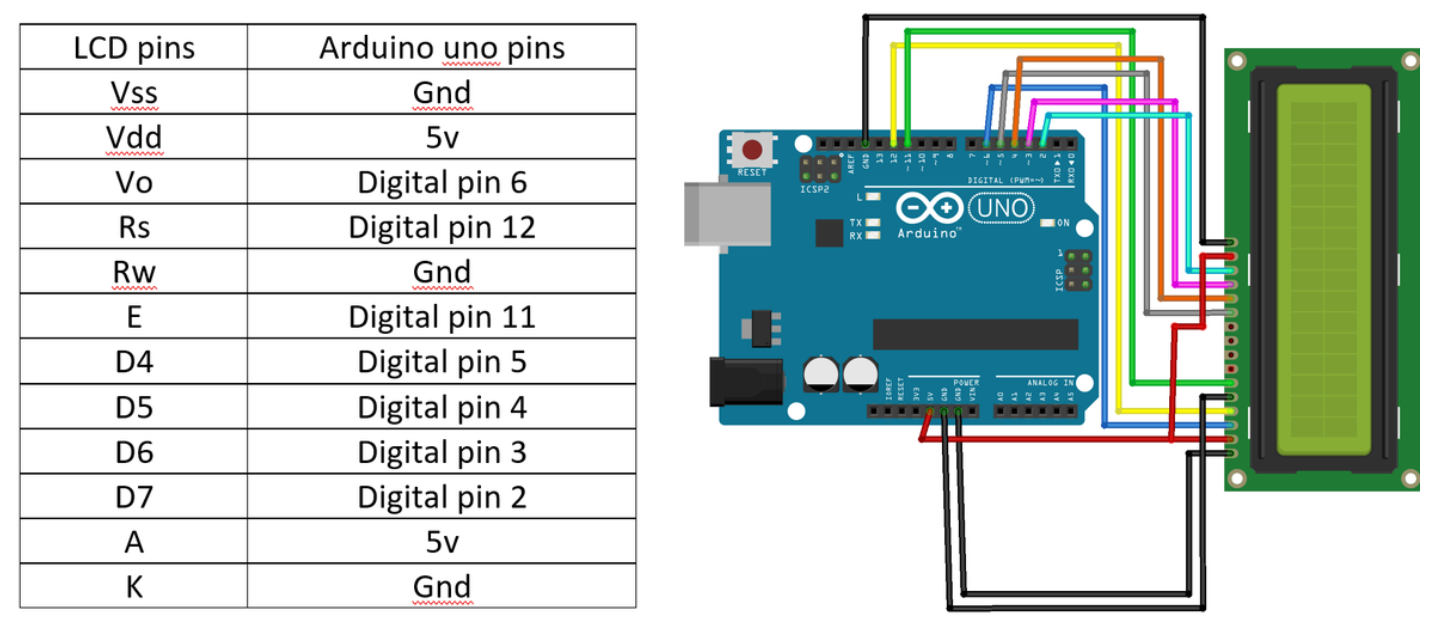 LCD pins Arduino uno pins
Vss Gnd
Vdd 5v
Vo Digital pin 6
Rs Digital pin 12
Rw Gnd
E Digital pin 11
D4 Digital pin 5
D5 Digital pin 4
D6 Digital pin 3
D7 Digital pin 2
A 5v
K Gnd
RESET
ICSP2
AREF
GND
13
12
~11
~10
~9
8
7
~6
~5
4
~3
2
TXD▶1
RXD◀0
DIGITAL (PWM=~)
L
TX
RX
Arduino™
UNO
ON
1
ICSP
IOREF
RESET
3V3
5V
GND
GND
VIN
POWER
ANALOG IN
A0
A1
A2
A3
A4
A5